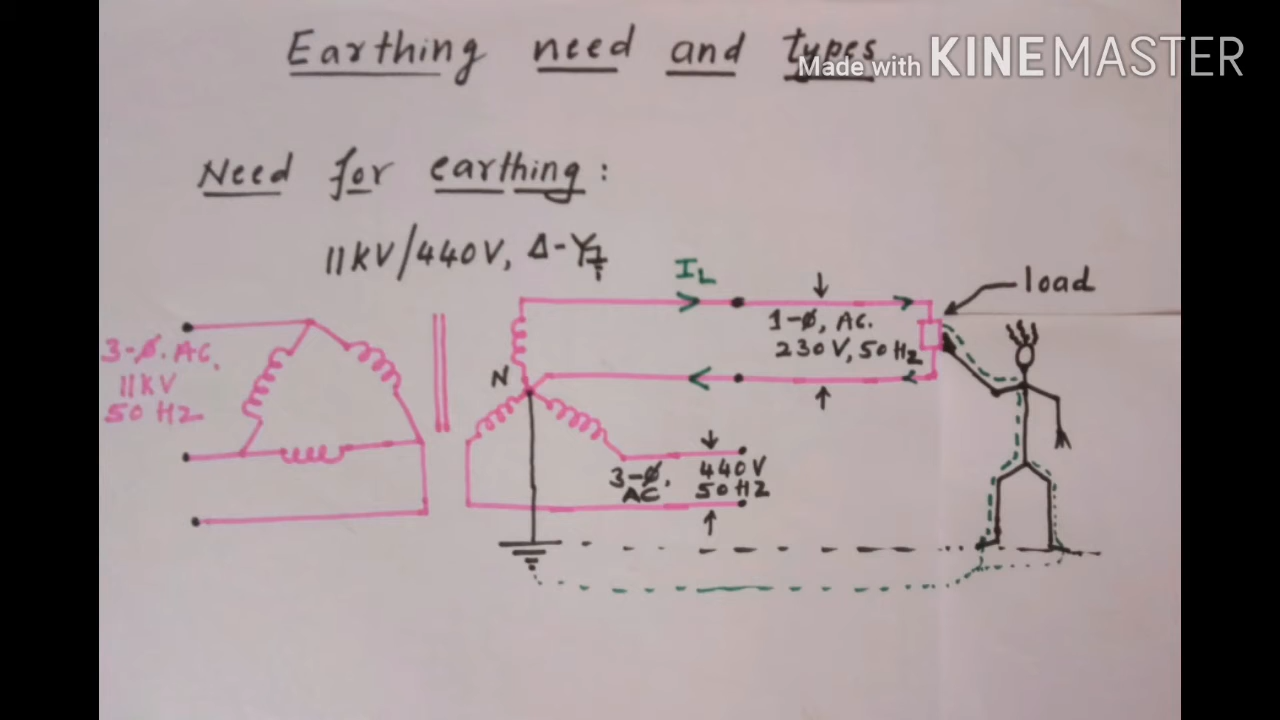 Earthing need and types
Made with KINEMASTER
Need for earthing:
11kV/440V, Δ-Y
IL
load
1-ø, AC.
230V, 50Hz
3-ø. AC,
11kV
50 HZ
N
3-ø,
AC
440V
50HZ